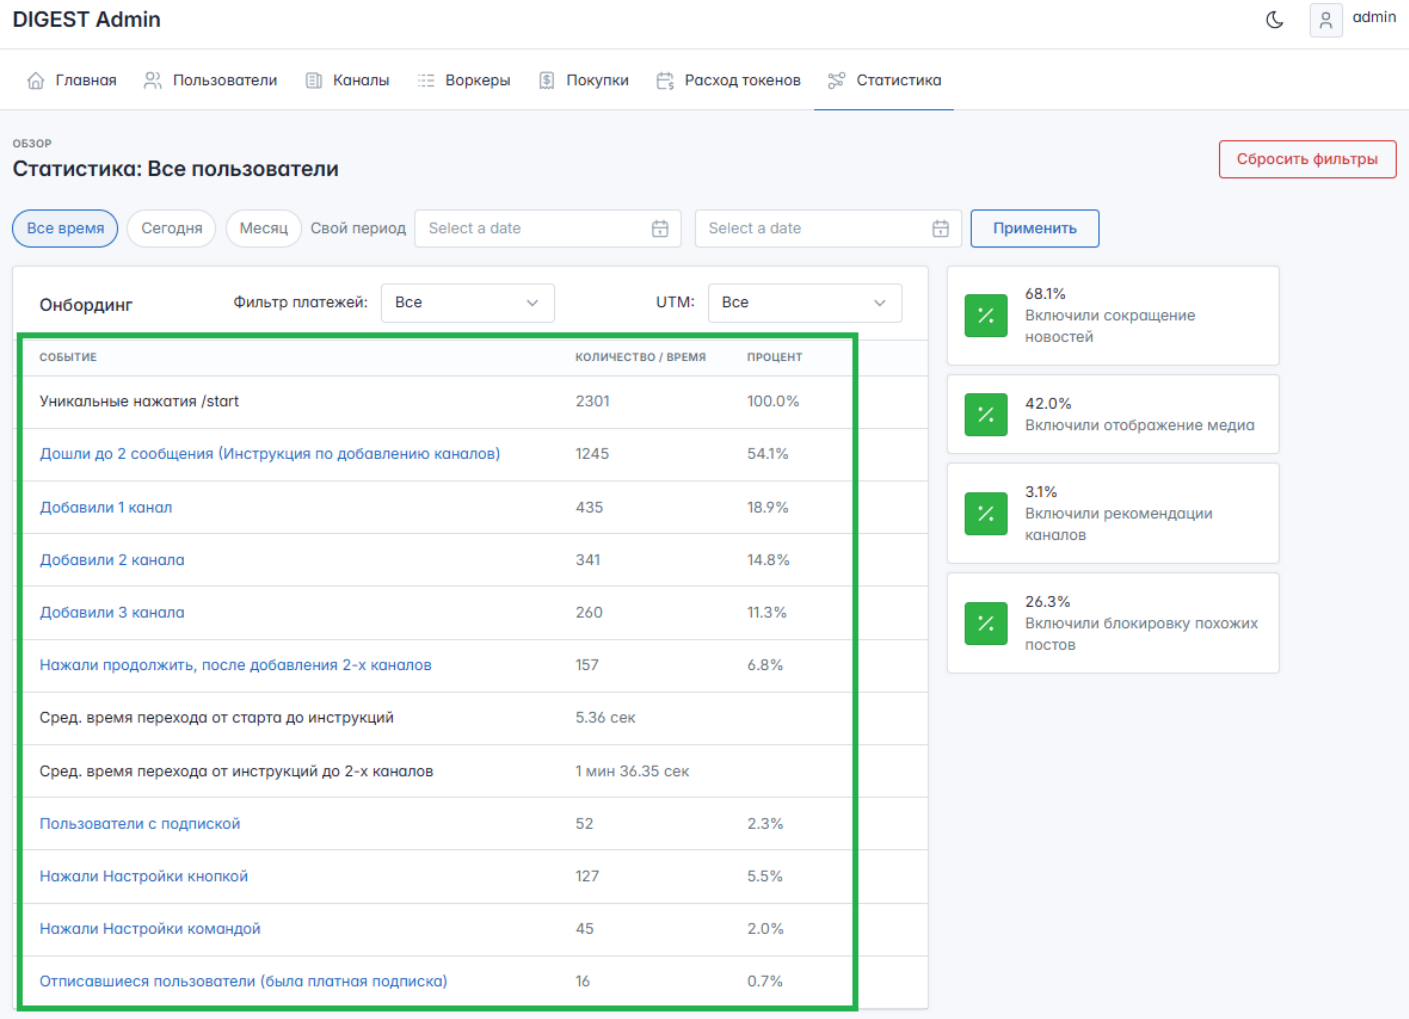 DIGEST Admin
admin
Главная Пользователи Каналы Воркеры Покупки Расход токенов Статистика
ОБЗОР
Статистика: Все пользователи
Сбросить фильтры
Все время Сегодня Месяц Свой период Select a date Select a date Применить
Онбординг Фильтр платежей: Все UTM: Все
СОБЫТИЕ КОЛИЧЕСТВО / ВРЕМЯ ПРОЦЕНТ
Уникальные нажатия /start 2301 100.0%
Дошли до 2 сообщения (Инструкция по добавлению каналов) 1245 54.1%
Добавили 1 канал 435 18.9%
Добавили 2 канала 341 14.8%
Добавили 3 канала 260 11.3%
Нажали продолжить, после добавления 2-х каналов 157 6.8%
Сред. время перехода от старта до инструкций 5.36 сек
Сред. время перехода от инструкций до 2-х каналов 1 мин 36.35 сек
Пользователи с подпиской 52 2.3%
Нажали Настройки кнопкой 127 5.5%
Нажали Настройки командой 45 2.0%
Отписавшиеся пользователи (была платная подписка) 16 0.7%
68.1%
Включили сокращение
новостей
42.0%
Включили отображение медиа
3.1%
Включили рекомендации
каналов
26.3%
Включили блокировку похожих
постов